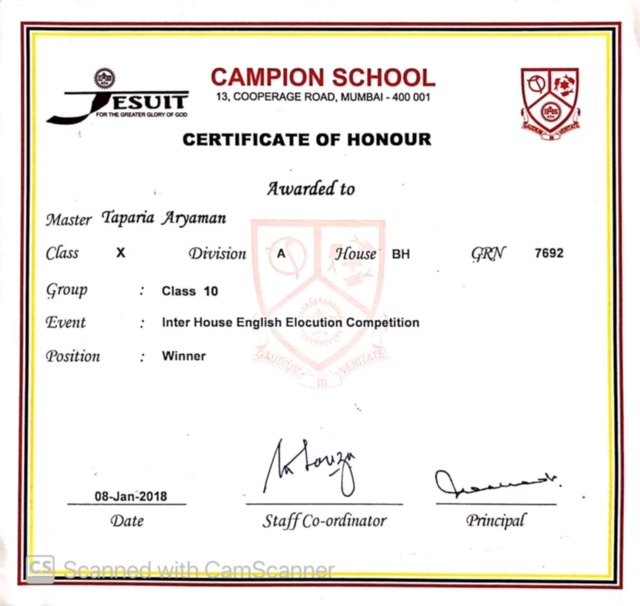 JESUIT
FOR THE GREATER GLORY OF GOD
CAMPION SCHOOL
13, COOPERAGE ROAD, MUMBAI - 400 001
GAUDIUM IN VERITATE
CERTIFICATE OF HONOUR
Awarded to
Master Taparia Aryaman
Class X Division A House BH GRN 7692
Group : Class 10
Event : Inter House English Elocution Competition
Position : Winner
GAUDIUM IN VERITATE
08-Jan-2018
Date Staff Co-ordinator Principal
CS Scanned with CamScanner